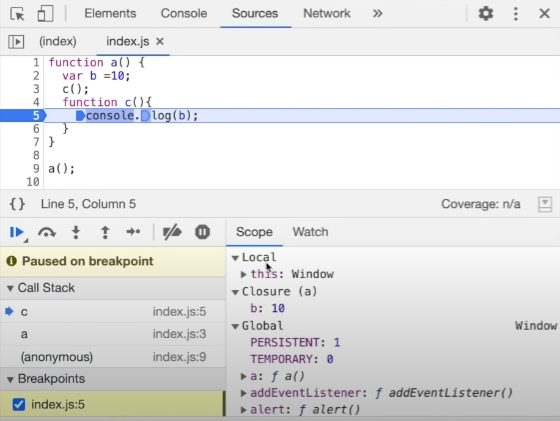 Elements Console Sources Network »
(index) index.js ×
1 function a() {
2 var b =10;
3 c();
4 function c(){
5 console.log(b);
6 }
7 }
8
9 a();
10
{} Line 5, Column 5 Coverage: n/a
Scope Watch
Paused on breakpoint
Call Stack
c index.js:5
a index.js:3
(anonymous) index.js:9
Breakpoints
index.js:5
Local
this: Window
Closure (a)
b: 10
Global Window
PERSISTENT: 1
TEMPORARY: 0
a: ƒ a()
addEventListener: ƒ addEventListener()
alert: ƒ alert()